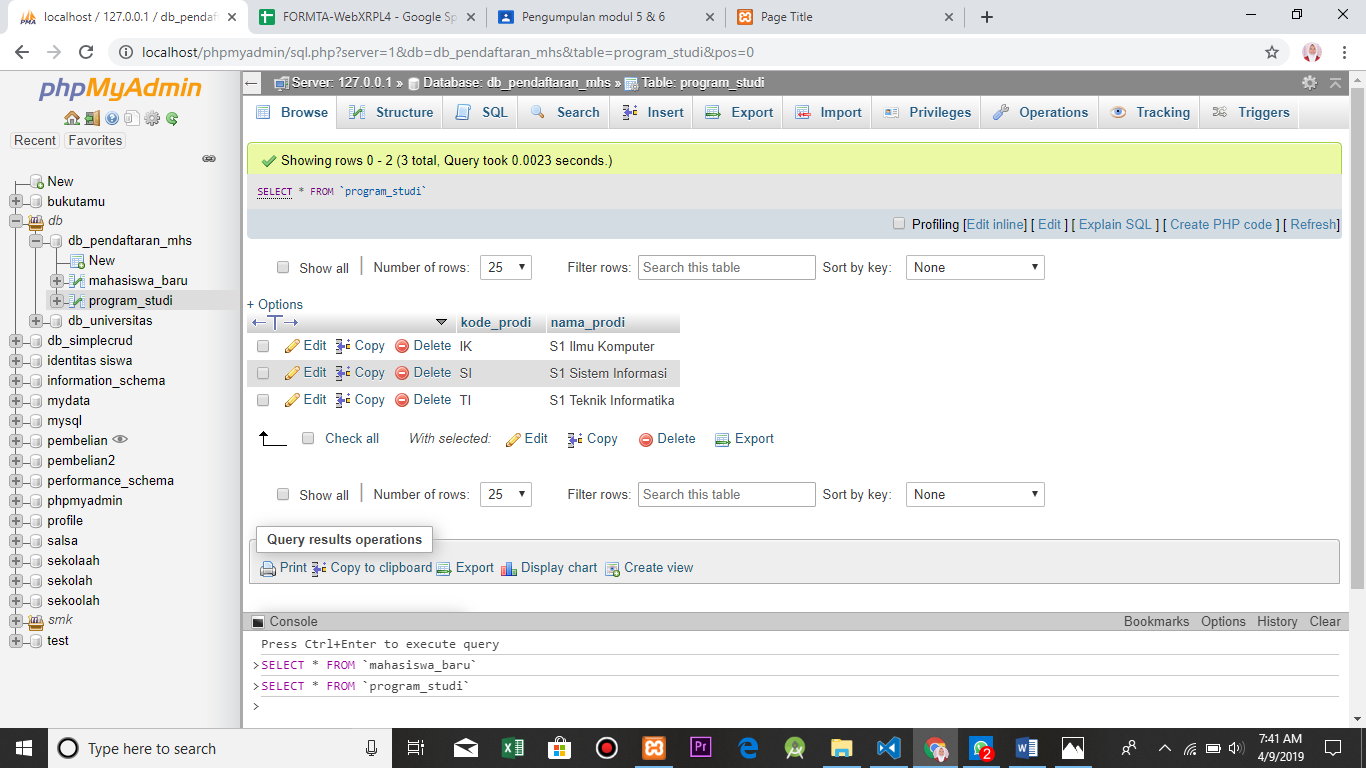 localhost / 127.0.0.1 / db_pendaf
FORMTA-WebXRPL4 - Google Sp
Pengumpulan modul 5 & 6
Page Title
localhost/phpmyadmin/sql.php?server=1&db=db_pendaftaran_mhs&table=program_studi&pos=0
phpMyAdmin
Recent Favorites
New
bukutamu
db
db_pendaftaran_mhs
New
mahasiswa_baru
program_studi
db_universitas
db_simplecrud
identitas siswa
information_schema
mydata
mysql
pembelian
pembelian2
performance_schema
phpmyadmin
profile
salsa
sekolaah
sekolah
sekoolah
smk
test
Server: 127.0.0.1 » Database: db_pendaftaran_mhs » Table: program_studi
Browse Structure SQL Search Insert Export Import Privileges Operations Tracking Triggers
Showing rows 0 - 2 (3 total, Query took 0.0023 seconds.)
SELECT * FROM `program_studi`
Profiling [Edit inline] [ Edit ] [ Explain SQL ] [ Create PHP code ] [ Refresh]
Show all | Number of rows: 25 Filter rows: Search this table Sort by key: None
+ Options
←T→ kode_prodi nama_prodi
Edit Copy Delete IK S1 Ilmu Komputer
Edit Copy Delete SI S1 Sistem Informasi
Edit Copy Delete TI S1 Teknik Informatika
Check all With selected: Edit Copy Delete Export
Show all | Number of rows: 25 Filter rows: Search this table Sort by key: None
Query results operations
Print Copy to clipboard Export Display chart Create view
Console Bookmarks Options History Clear
Press Ctrl+Enter to execute query
>SELECT * FROM `mahasiswa_baru`
>SELECT * FROM `program_studi`
>
Type here to search
Pr
2
7:41 AM
4/9/2019